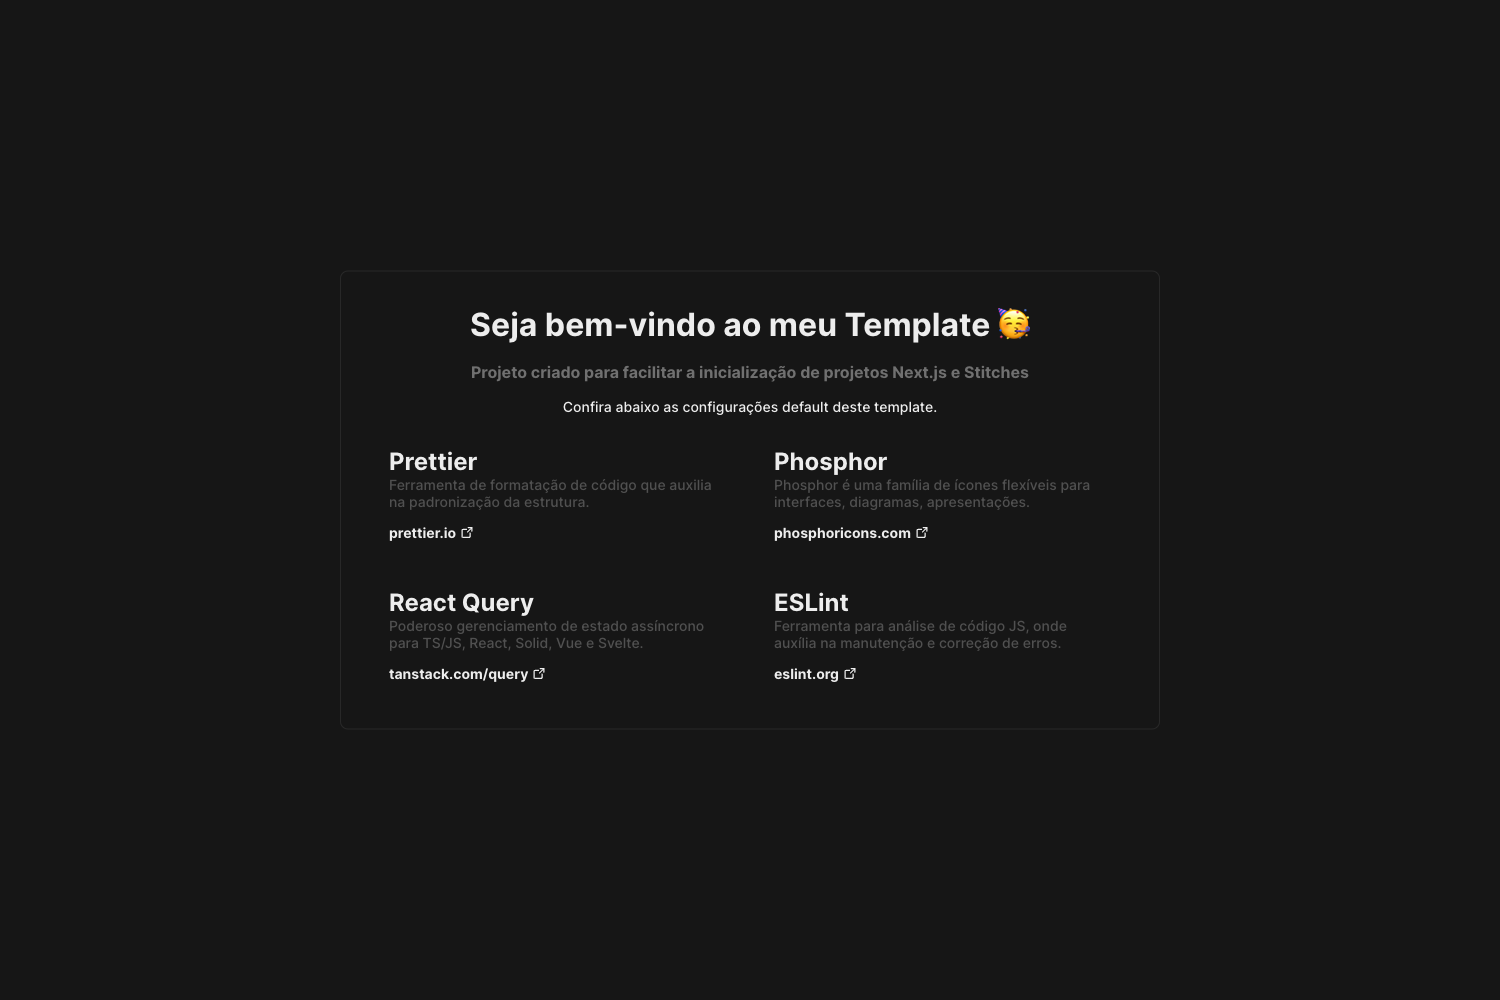 Seja bem-vindo ao meu Template 🥳
Projeto criado para facilitar a inicialização de projetos Next.js e Stitches
Confira abaixo as configurações default deste template.
Prettier
Ferramenta de formatação de código que auxilia
na padronização da estrutura.
prettier.io
Phosphor
Phosphor é uma família de ícones flexíveis para
interfaces, diagramas, apresentações.
phosphoricons.com
React Query
Poderoso gerenciamento de estado assíncrono
para TS/JS, React, Solid, Vue e Svelte.
tanstack.com/query
ESLint
Ferramenta para análise de código JS, onde
auxília na manutenção e correção de erros.
eslint.org